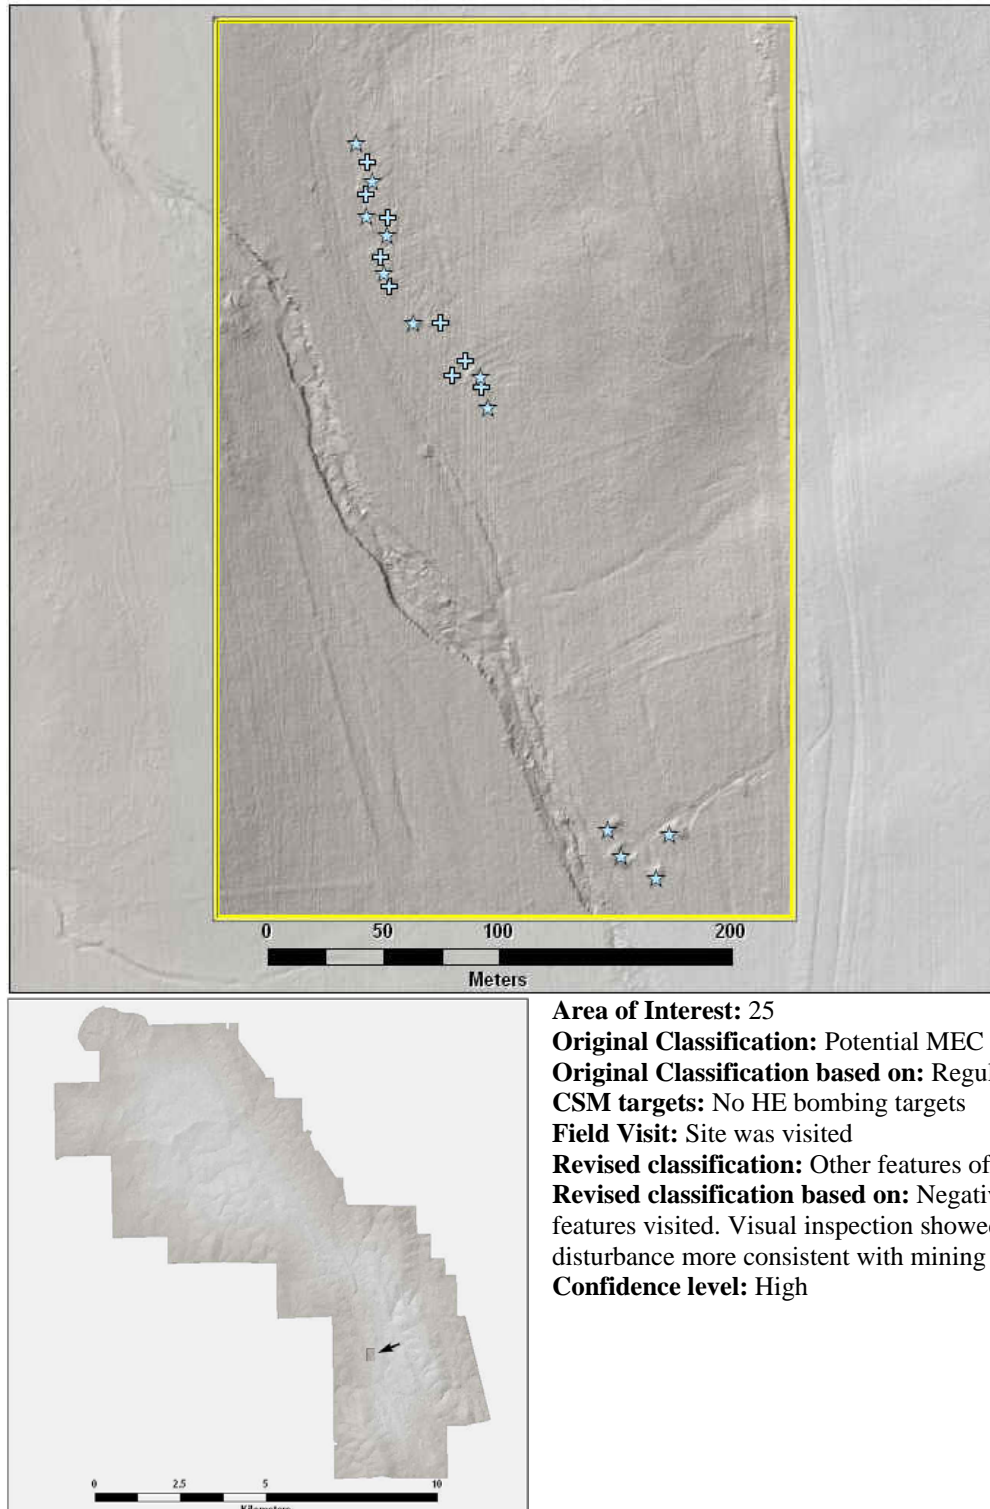 0 50 100 200
Meters
Area of Interest: 25
Original Classification: Potential MEC
Original Classification based on:
CSM targets: No HE bombing targets
Field Visit: Site was visited
Revised classification: Other features of
Revised classification based on:
features visited. Visual inspection showed
disturbance more consistent with mining
Confidence level: High
0 2.5 5 10
Kilometers